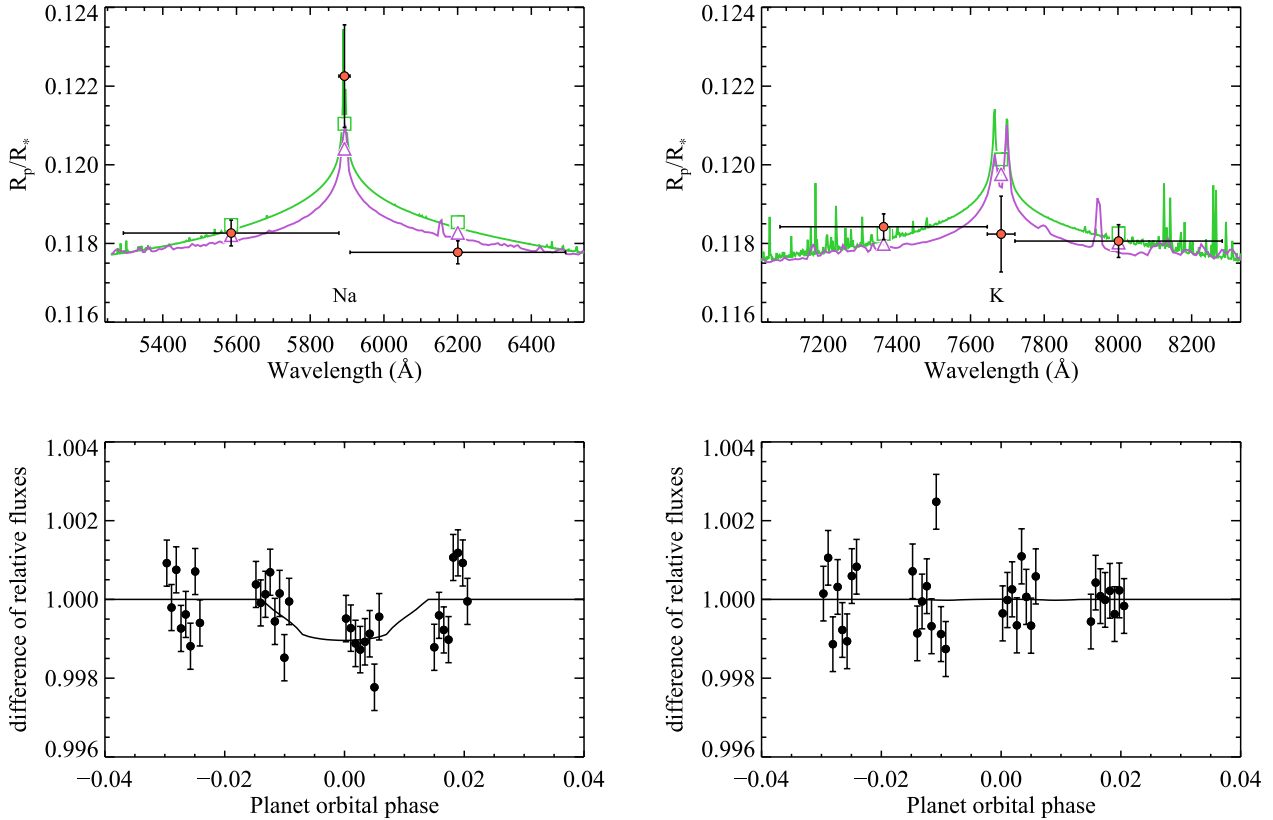 0.124
0.122
0.120
0.118
0.116
Rp/R*
Na
5400 5600 5800 6000 6200 6400
Wavelength (Å)
0.124
0.122
0.120
0.118
0.116
Rp/R*
K
7200 7400 7600 7800 8000 8200
Wavelength (Å)
1.004
1.002
1.000
0.998
0.996
difference of relative fluxes
−0.04 −0.02 0.00 0.02 0.04
Planet orbital phase
1.004
1.002
1.000
0.998
0.996
difference of relative fluxes
−0.04 −0.02 0.00 0.02 0.04
Planet orbital phase